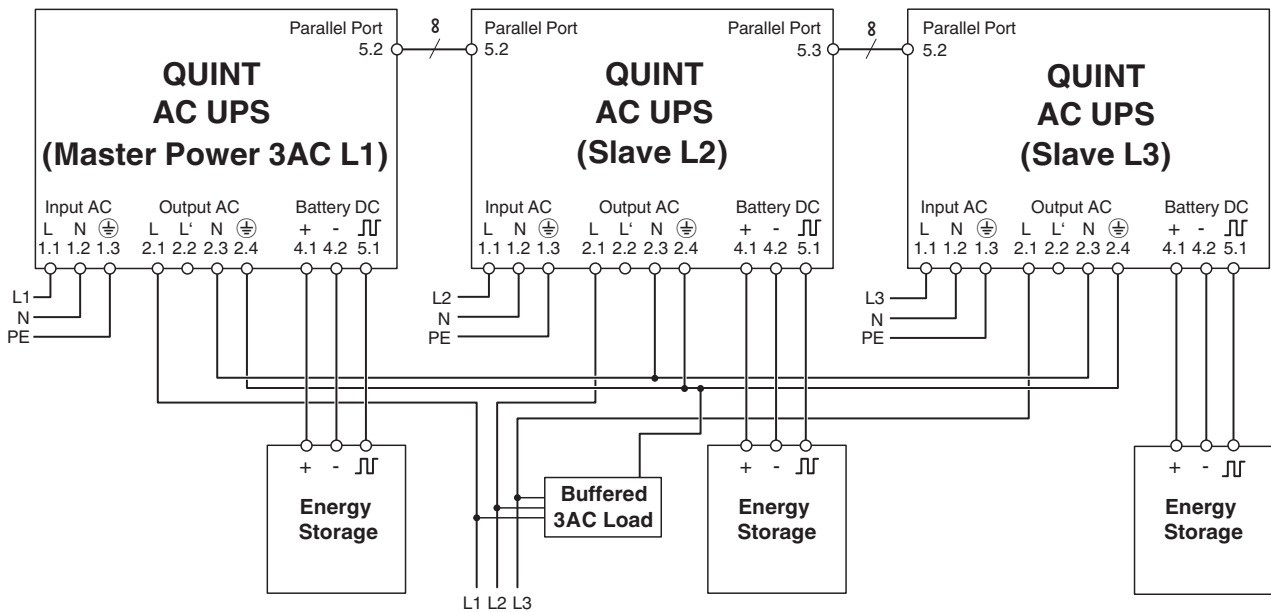 Parallel Port 8 Parallel Port Parallel Port 8 Parallel Port
5.2 5.2 5.3 5.2
QUINT
AC UPS
(Master Power 3AC L1)
QUINT
AC UPS
(Slave L2)
QUINT
AC UPS
(Slave L3)
Input AC Output AC Battery DC
L N L L‘ N + -
1.1 1.2 1.3 2.1 2.2 2.3 2.4 4.1 4.2 5.1
Input AC Output AC Battery DC
L N L L‘ N + -
1.1 1.2 1.3 2.1 2.2 2.3 2.4 4.1 4.2 5.1
Input AC Output AC Battery DC
L N L L‘ N + -
1.1 1.2 1.3 2.1 2.2 2.3 2.4 4.1 4.2 5.1
L1
N
PE
L2
N
PE
L3
N
PE
+ -
Energy
Storage
Buffered
3AC Load
+ -
Energy
Storage
+ -
Energy
Storage
L1 L2 L3